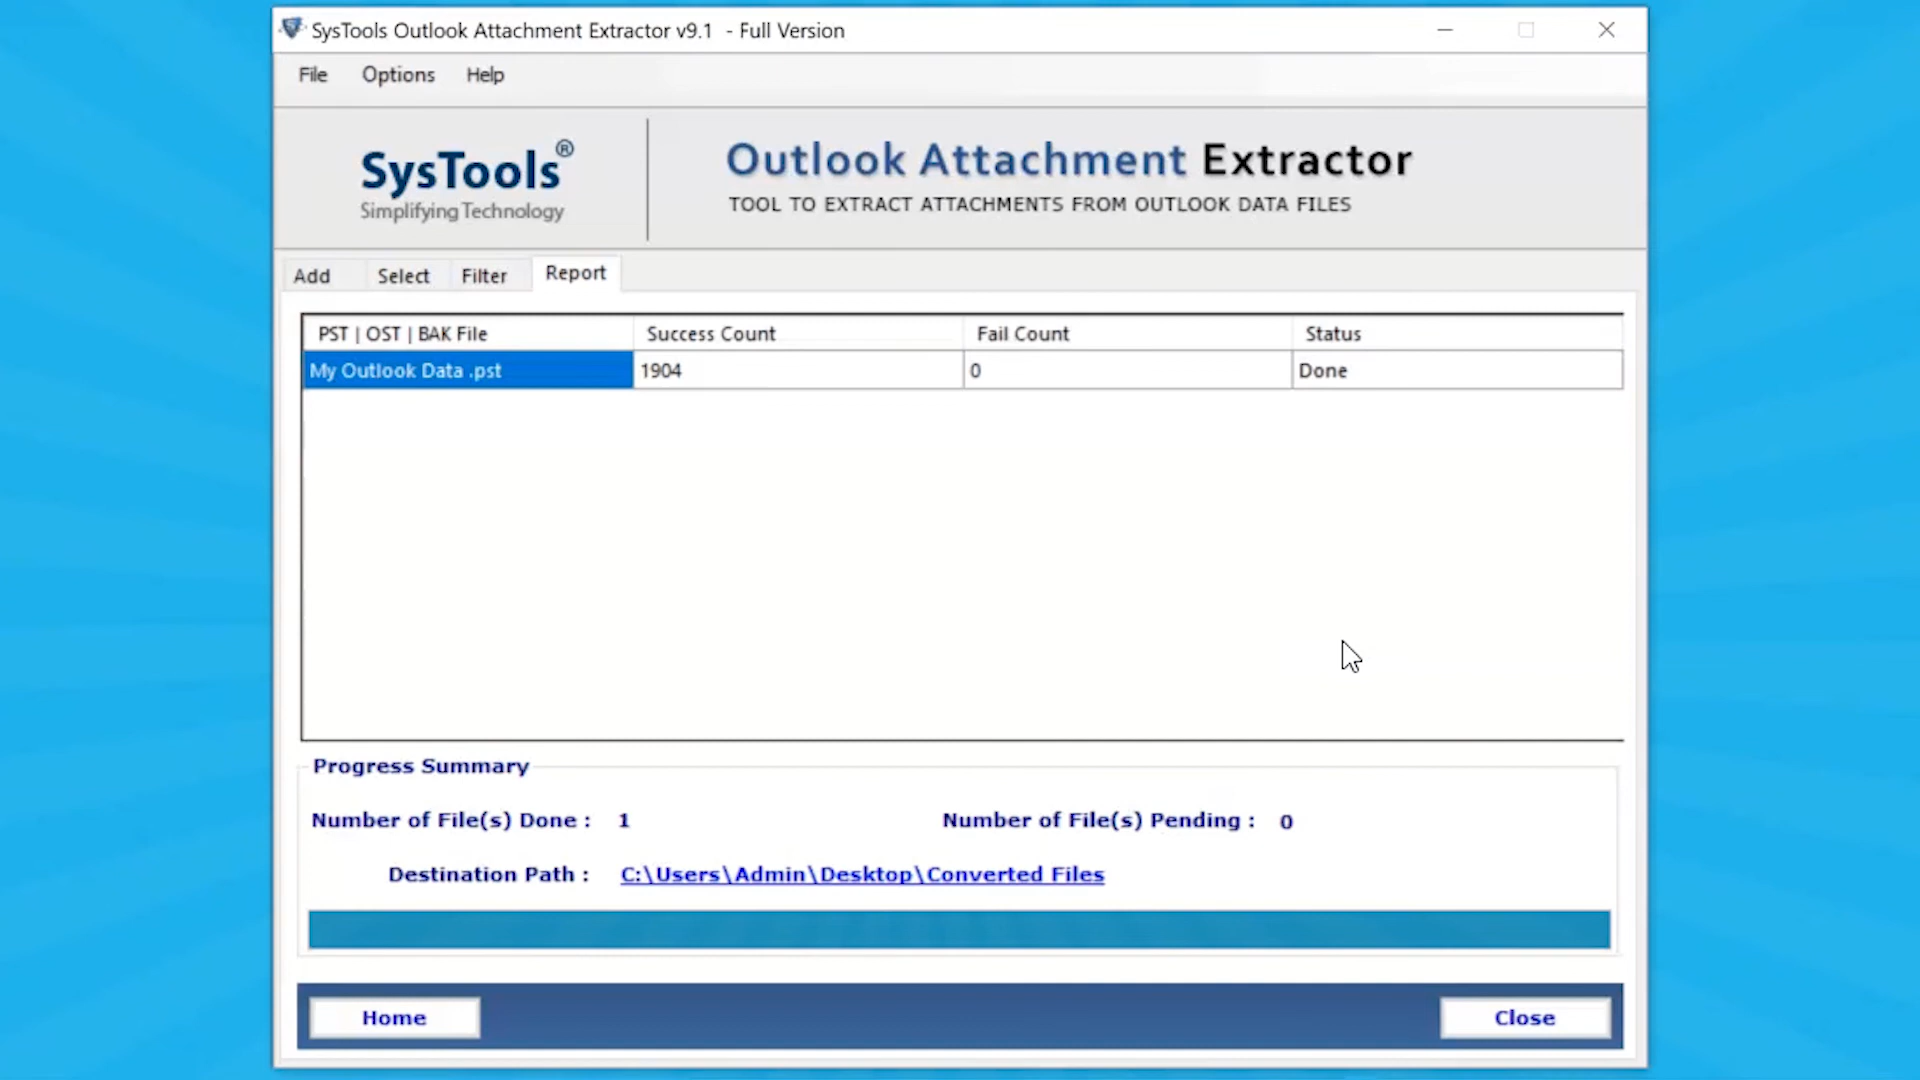 SysTools Outlook Attachment Extractor v9.1 - Full Version
File Options Help
SysTools®
Simplifying Technology
Outlook Attachment Extractor
TOOL TO EXTRACT ATTACHMENTS FROM OUTLOOK DATA FILES
Add Select Filter Report
PST | OST | BAK File Success Count Fail Count Status
My Outlook Data .pst 1904 0 Done
Progress Summary
Number of File(s) Done : 1 Number of File(s) Pending : 0
Destination Path : C:\Users\Admin\Desktop\Converted Files
Home Close